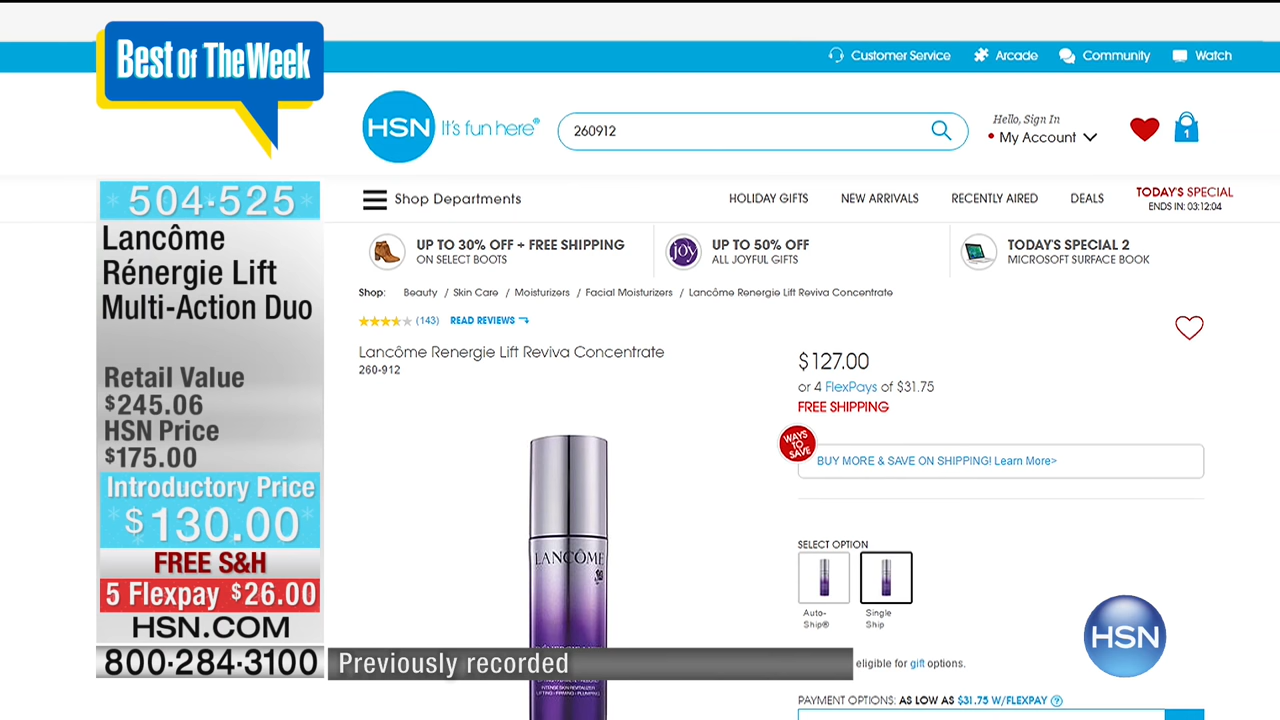 Best of The Week
Customer Service
Arcade
Community
Watch
HSN It's fun here®
260912
Hello, Sign In
My Account
1
504-525
Lancôme
Rénergie Lift
Multi-Action Duo
Retail Value
$245.06
HSN Price
$175.00
Introductory Price
$130.00
FREE S&H
5 Flexpay $26.00
HSN.COM
800-284-3100
Shop Departments
HOLIDAY GIFTS
NEW ARRIVALS
RECENTLY AIRED
DEALS
TODAY'S SPECIAL
ENDS IN: 03:12:04
UP TO 30% OFF + FREE SHIPPING
ON SELECT BOOTS
joy
UP TO 50% OFF
ALL JOYFUL GIFTS
TODAY'S SPECIAL 2
MICROSOFT SURFACE BOOK
Shop: Beauty / Skin Care / Moisturizers / Facial Moisturizers / Lancôme Renergie Lift Reviva Concentrate
(143) READ REVIEWS
Lancôme Renergie Lift Reviva Concentrate
260-912
$127.00
or 4 FlexPays of $31.75
FREE SHIPPING
WAYS
TO
SAVE
BUY MORE & SAVE ON SHIPPING! Learn More>
SELECT OPTION
Auto-
Ship®
Single
Ship
LANCÔME
INTENSE SKIN REVITALIZER
LIFTING - FIRMING - PLUMPING
HSN
Previously recorded
eligible for gift options.
PAYMENT OPTIONS: AS LOW AS $31.75 W/FLEXPAY ?